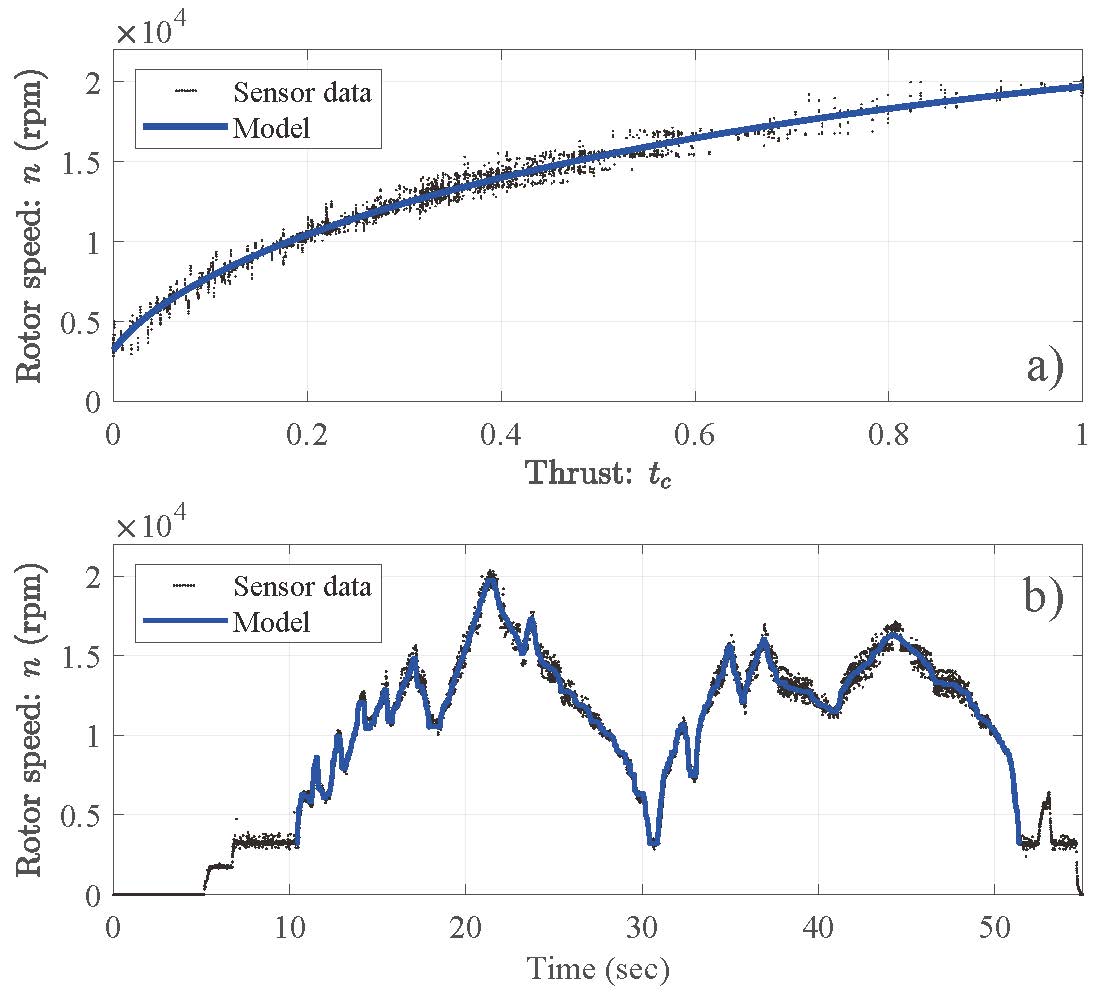 ×10⁴
2
1.5
1
0.5
0
Rotor speed: n (rpm)
Sensor data
Model
a)
0 0.2 0.4 0.6 0.8 1
Thrust: t_c
×10⁴
2
1.5
1
0.5
0
Rotor speed: n (rpm)
Sensor data
Model
b)
0 10 20 30 40 50
Time (sec)